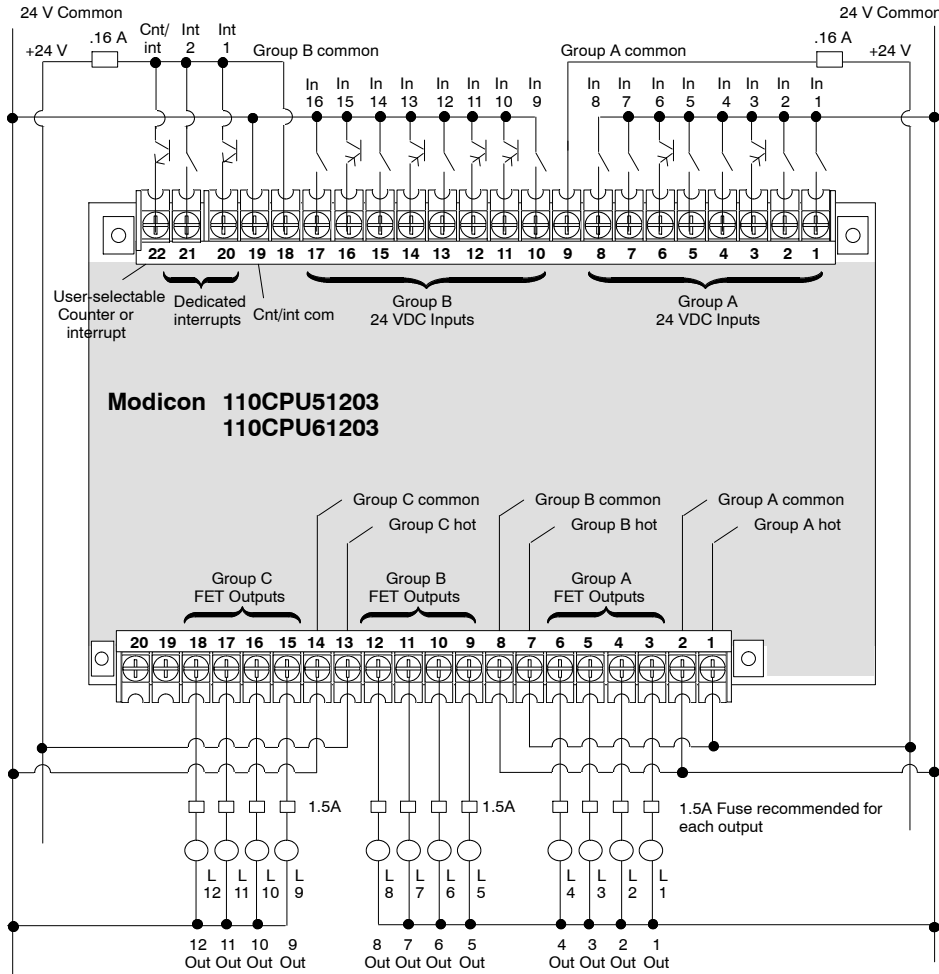 24 V Common
24 V Common
+24 V
.16 A
Cnt/
int
Int
2
Int
1
Group B common
Group A common
.16 A
+24 V
In
16
In
15
In
14
In
13
In
12
In
11
In
10
In
9
In
8
In
7
In
6
In
5
In
4
In
3
In
2
In
1
22 21 20 19 18 17 16 15 14 13 12 11 10 9 8 7 6 5 4 3 2 1
User-selectable
Counter or
interrupt
Dedicated
interrupts
Cnt/int com
Group B
24 VDC Inputs
Group A
24 VDC Inputs
Modicon 110CPU51203
110CPU61203
Group C common
Group B common
Group A common
Group C hot
Group B hot
Group A hot
Group C
FET Outputs
Group B
FET Outputs
Group A
FET Outputs
20 19 18 17 16 15 14 13 12 11 10 9 8 7 6 5 4 3 2 1
1.5A
1.5A
1.5A Fuse recommended for
each output
L
12
L
11
L
10
L
9
L
8
L
7
L
6
L
5
L
4
L
3
L
2
L
1
12 11 10 9 8 7 6 5 4 3 2 1
Out Out Out Out Out Out Out Out Out Out Out Out